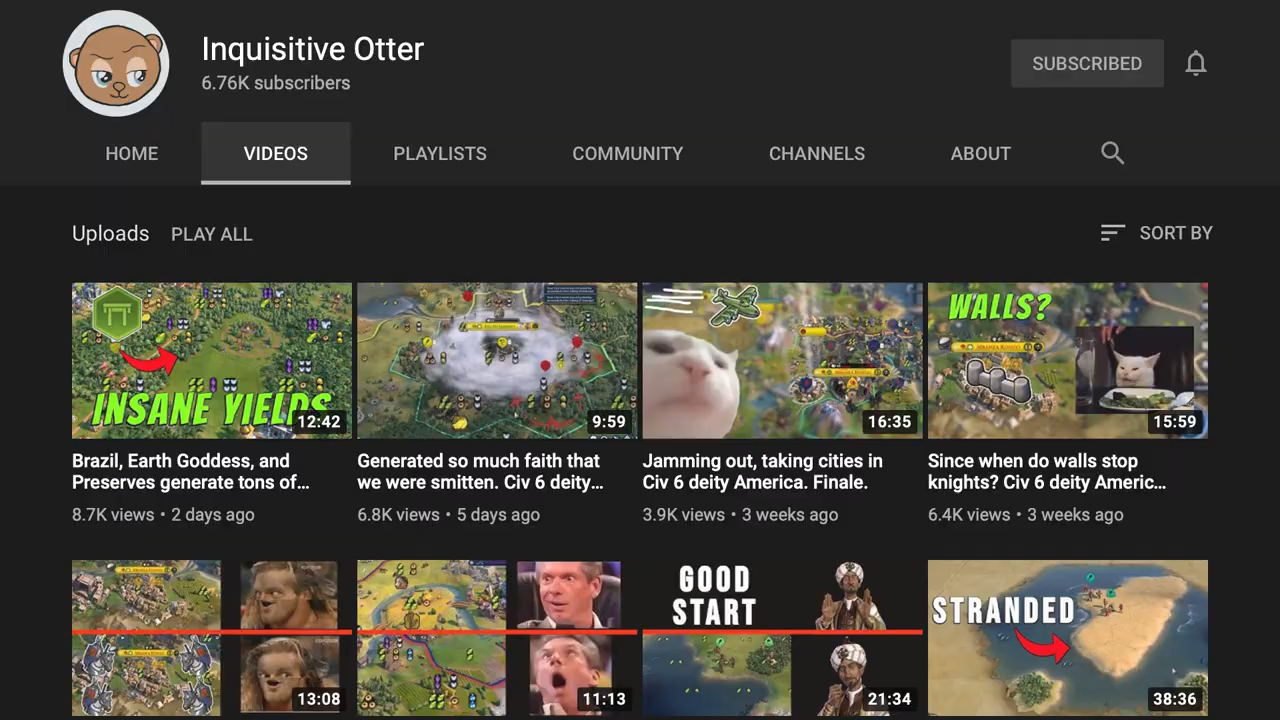 Inquisitive Otter
6.76K subscribers
SUBSCRIBED
HOME
VIDEOS
PLAYLISTS
COMMUNITY
CHANNELS
ABOUT
Uploads
PLAY ALL
SORT BY
INSANE YIELDS
12:42
9:59
16:35
WALLS?
15:59
Brazil, Earth Goddess, and
Preserves generate tons of…
8.7K views • 2 days ago
Generated so much faith that
we were smitten. Civ 6 deity…
6.8K views • 5 days ago
Jamming out, taking cities in
Civ 6 deity America. Finale.
3.9K views • 3 weeks ago
Since when do walls stop
knights? Civ 6 deity Americ…
6.4K views • 3 weeks ago
13:08
11:13
GOOD
START
21:34
STRANDED
38:36